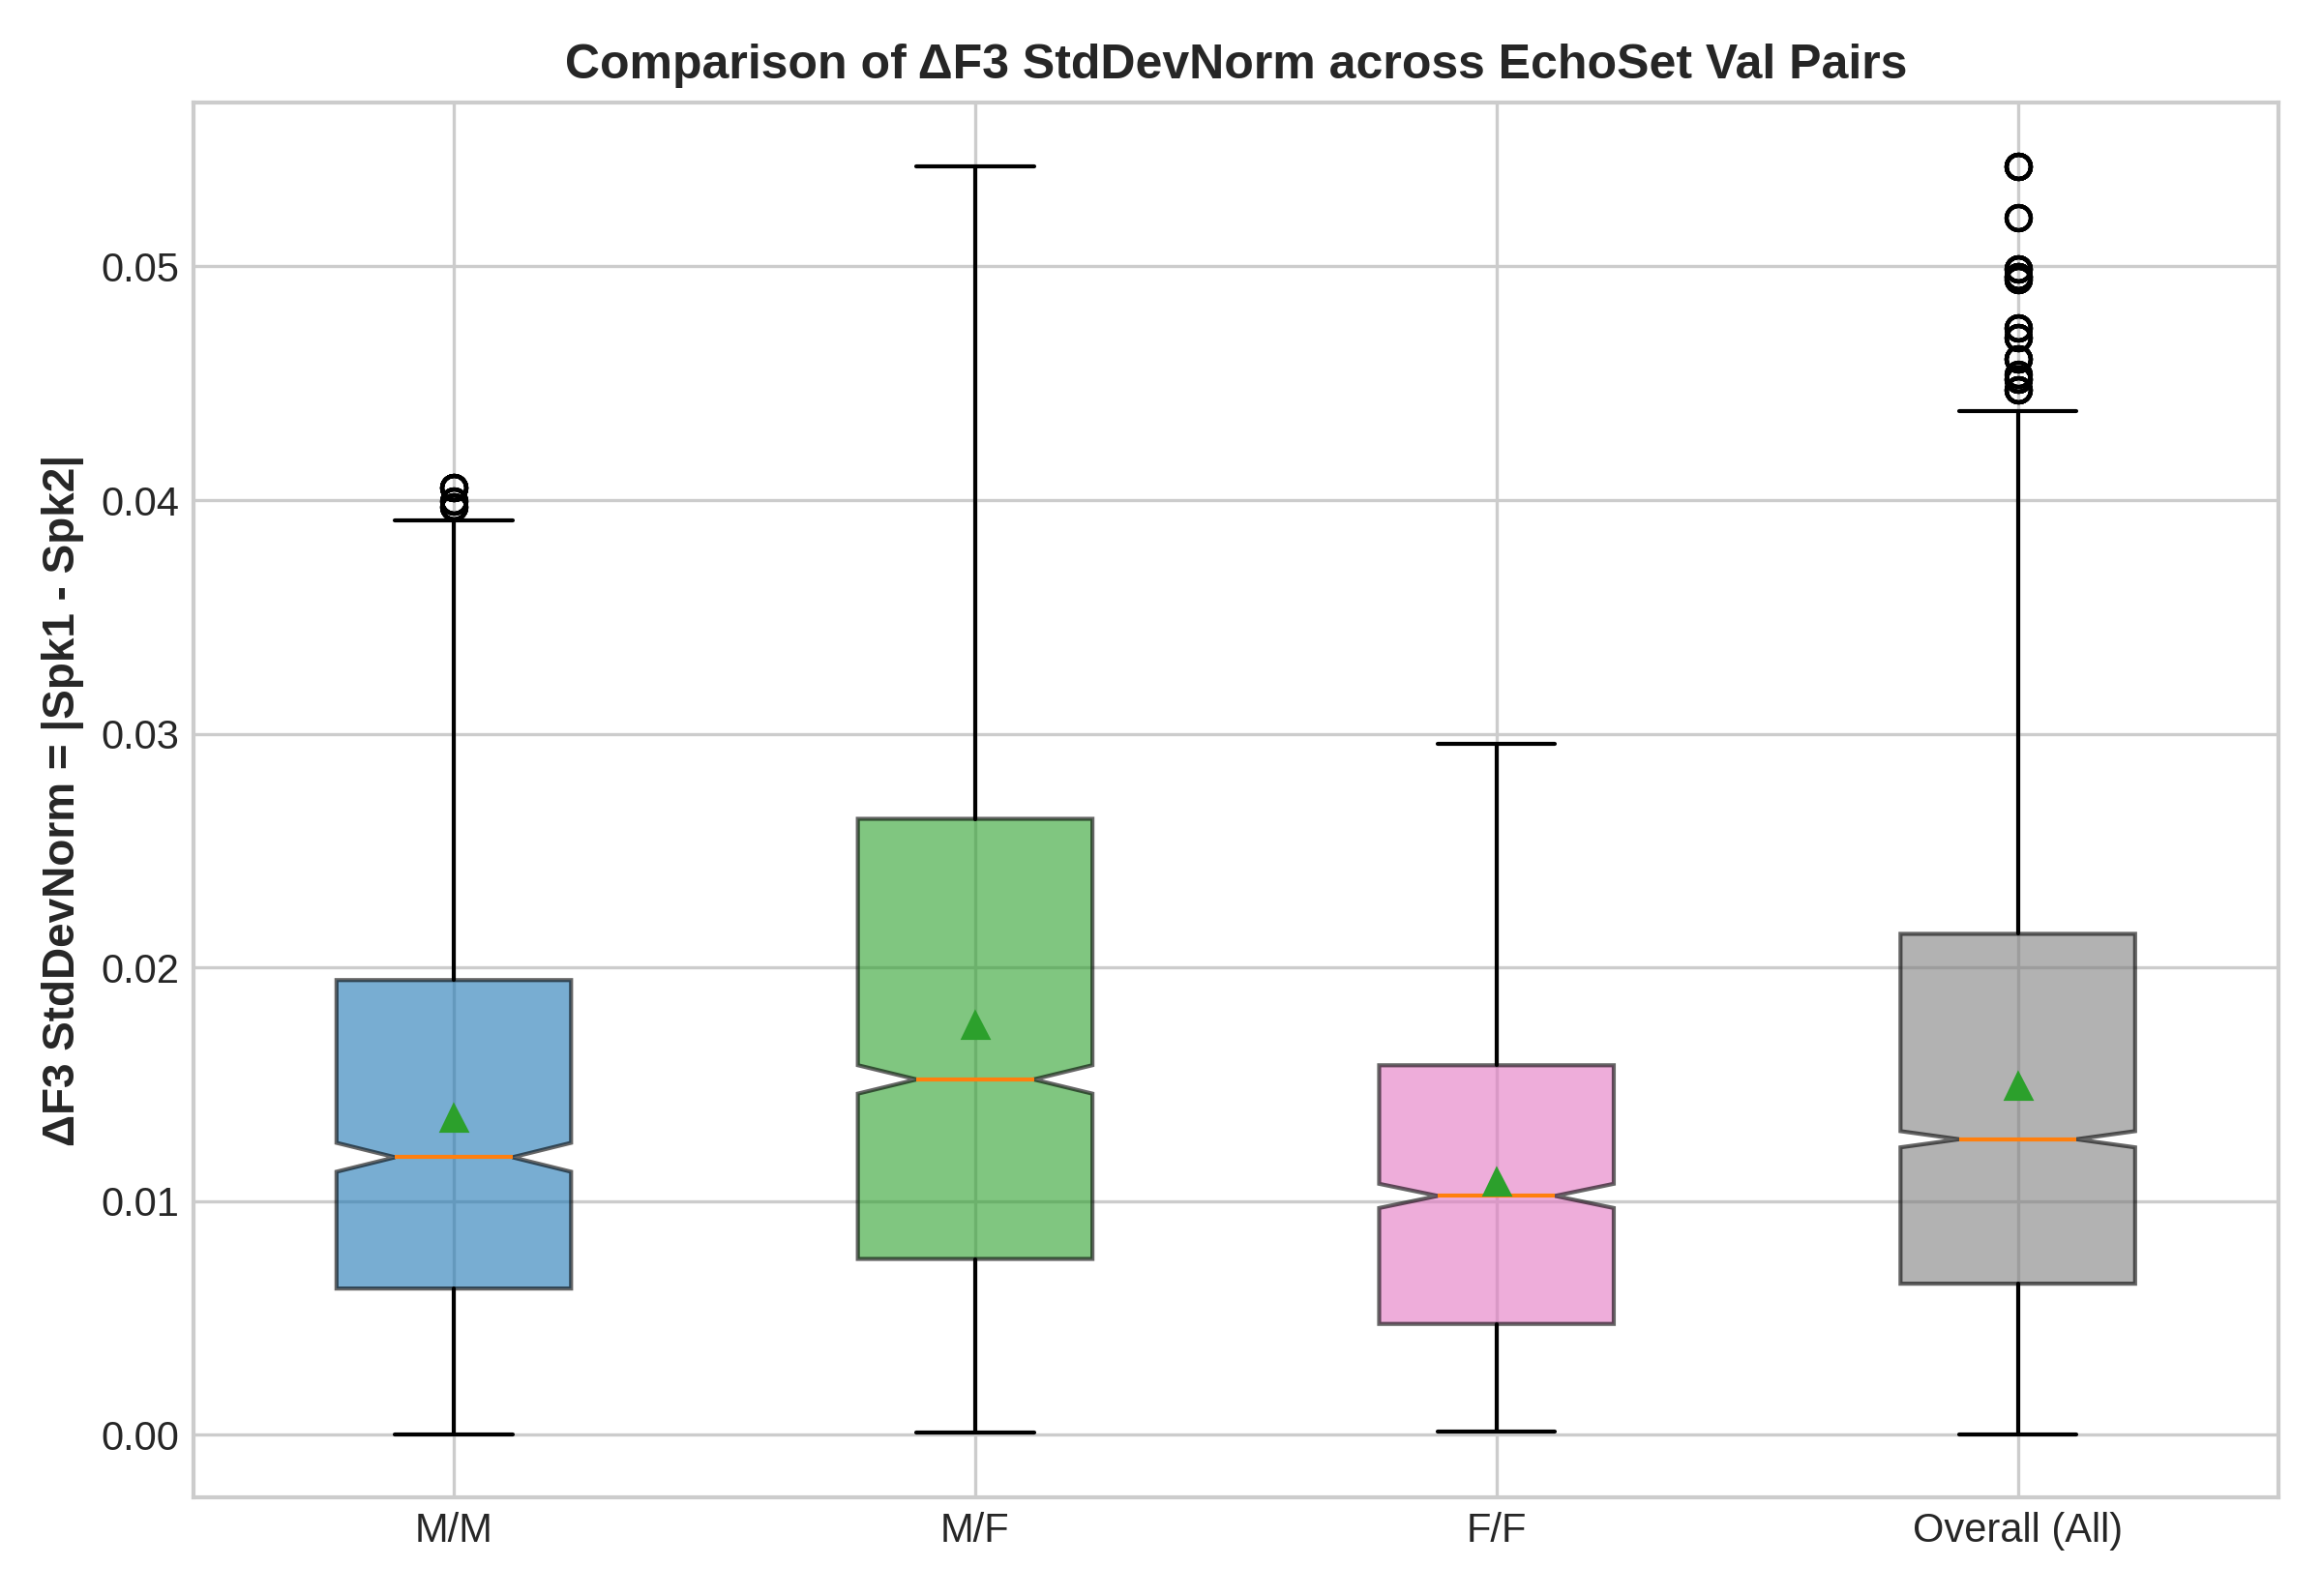 Comparison of ΔF3 StdDevNorm across EchoSet Val Pairs
ΔF3 StdDevNorm = |Spk1 - Spk2|
0.05
0.04
0.03
0.02
0.01
0.00
M/M
M/F
F/F
Overall (All)